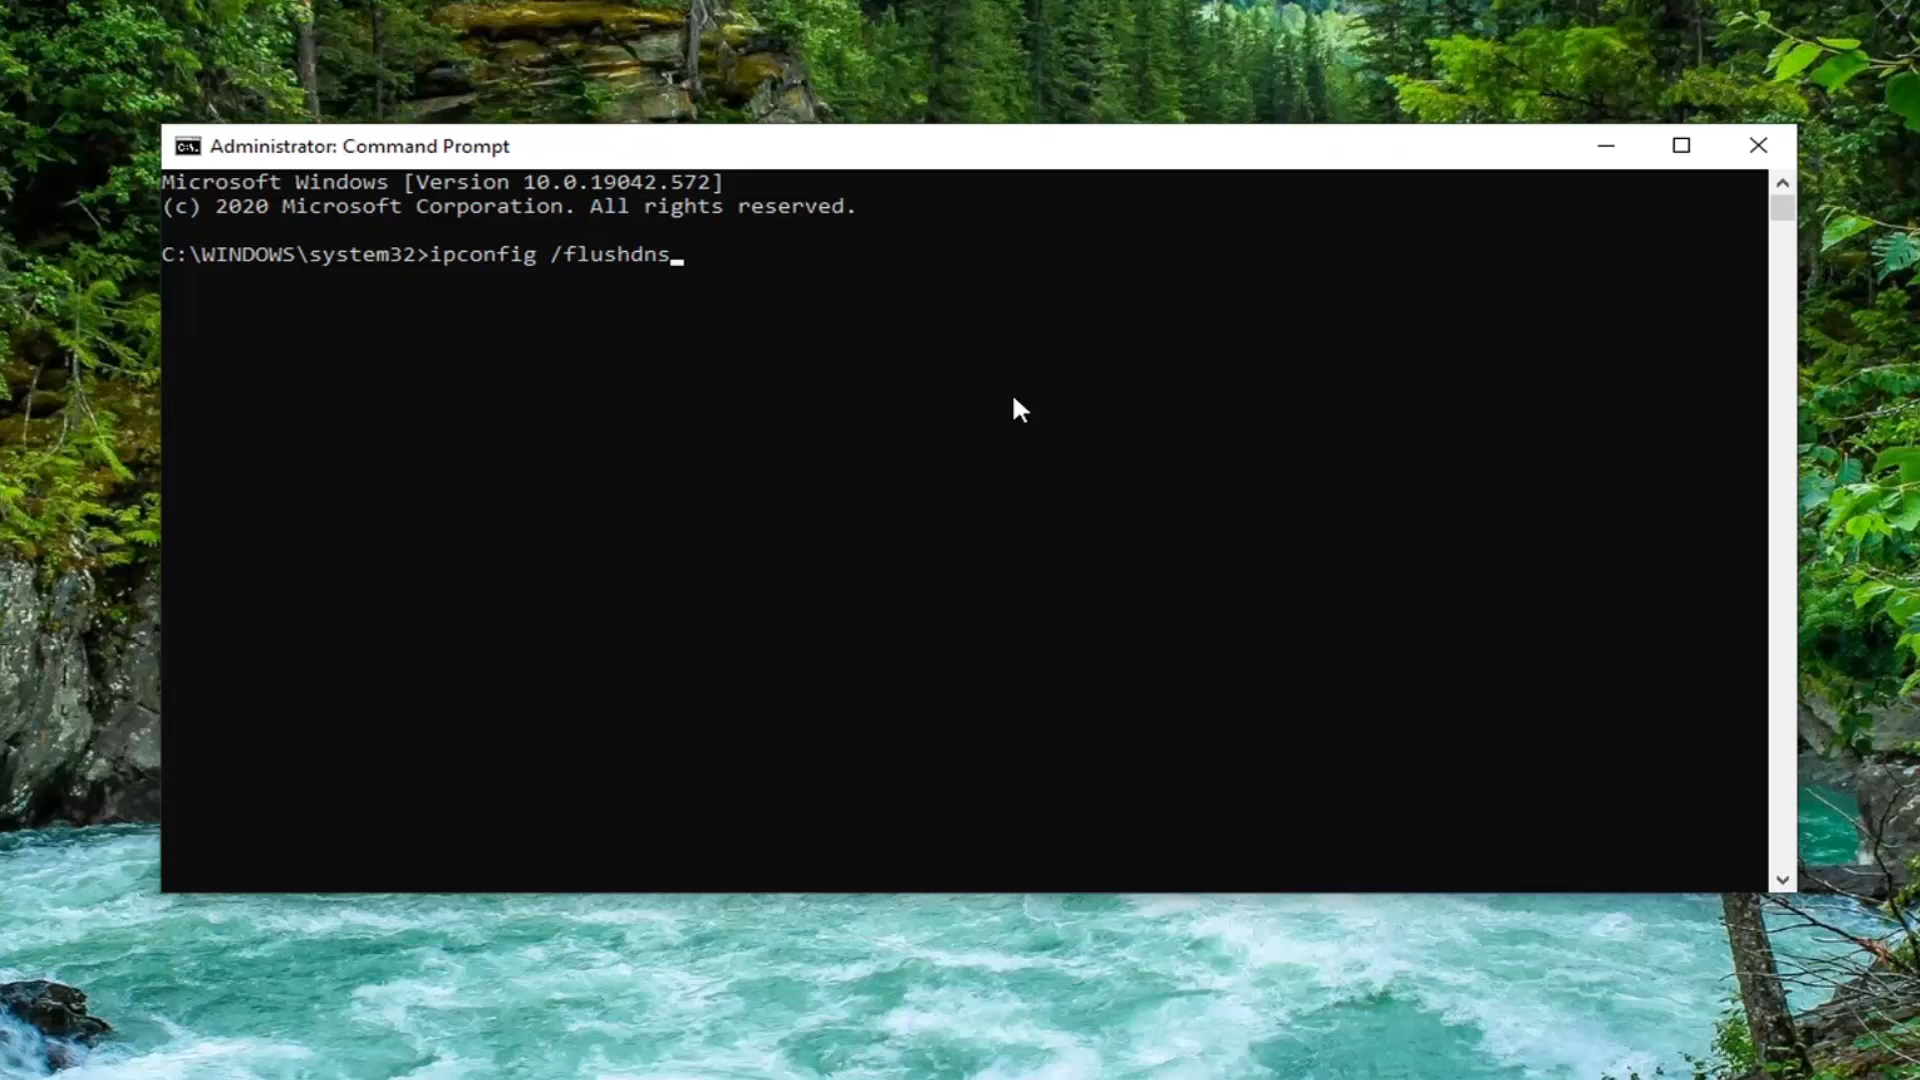 Administrator: Command Prompt
Microsoft Windows [Version 10.0.19042.572]
(c) 2020 Microsoft Corporation. All rights reserved.
C:\WINDOWS\system32>ipconfig /flushdns